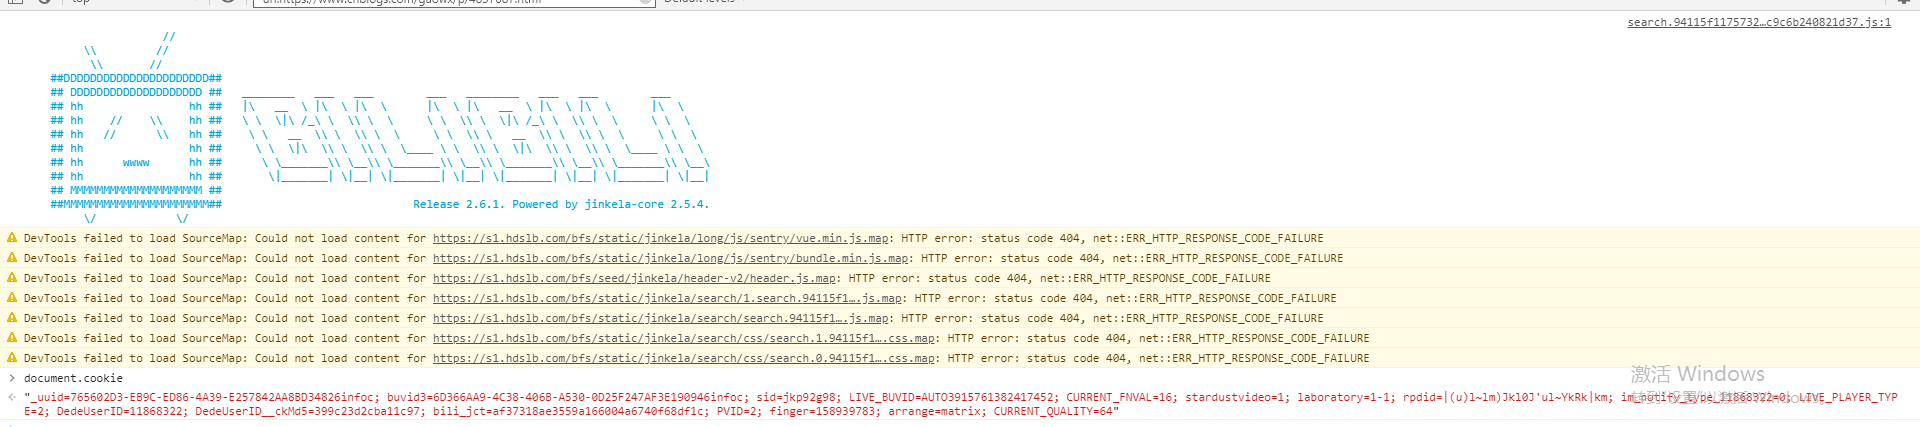 top
url:https://www.cnblogs.com/gaowx/p/4637687.html
Default levels
search.94115f1175732…c9c6b240821d37.js:1
                     //
         \\         //
          \\       //
    ##DDDDDDDDDDDDDDDDDDDDDD##
    ## DDDDDDDDDDDDDDDDDDDD ##
    ## hh                hh ##
    ## hh    //    \\    hh ##
    ## hh   //      \\   hh ##
    ## hh                hh ##
    ## hh      wwww      hh ##
    ## hh                hh ##
    ## MMMMMMMMMMMMMMMMMMMM ##
    ##MMMMMMMMMMMMMMMMMMMMMM##
Release 2.6.1. Powered by jinkela-core 2.5.4.
         \/            \/
DevTools failed to load SourceMap: Could not load content for https://s1.hdslb.com/bfs/static/jinkela/long/js/sentry/vue.min.js.map: HTTP error: status code 404, net::ERR_HTTP_RESPONSE_CODE_FAILURE
DevTools failed to load SourceMap: Could not load content for https://s1.hdslb.com/bfs/static/jinkela/long/js/sentry/bundle.min.js.map: HTTP error: status code 404, net::ERR_HTTP_RESPONSE_CODE_FAILURE
DevTools failed to load SourceMap: Could not load content for https://s1.hdslb.com/bfs/seed/jinkela/header-v2/header.js.map: HTTP error: status code 404, net::ERR_HTTP_RESPONSE_CODE_FAILURE
DevTools failed to load SourceMap: Could not load content for https://s1.hdslb.com/bfs/static/jinkela/search/1.search.94115f1….js.map: HTTP error: status code 404, net::ERR_HTTP_RESPONSE_CODE_FAILURE
DevTools failed to load SourceMap: Could not load content for https://s1.hdslb.com/bfs/static/jinkela/search/search.94115f1….js.map: HTTP error: status code 404, net::ERR_HTTP_RESPONSE_CODE_FAILURE
DevTools failed to load SourceMap: Could not load content for https://s1.hdslb.com/bfs/static/jinkela/search/css/search.1.94115f1….css.map: HTTP error: status code 404, net::ERR_HTTP_RESPONSE_CODE_FAILURE
DevTools failed to load SourceMap: Could not load content for https://s1.hdslb.com/bfs/static/jinkela/search/css/search.0.94115f1….css.map: HTTP error: status code 404, net::ERR_HTTP_RESPONSE_CODE_FAILURE
激活 Windows
document.cookie
"_uuid=765602D3-EB9C-ED86-4A39-E257842AA8BD34826infoc; buvid3=6D366AA9-4C38-406B-A530-0D25F247AF3E190946infoc; sid=jkp92g98; LIVE_BUVID=AUTO3915761382417452; CURRENT_FNVAL=16; stardustvideo=1; laboratory=1-1; rpdid=|(u)l~lm)Jkl0J'ul~YkRk|km; LIVE_PLAYER_TYP
E=2; DedeUserID=11868322; DedeUserID__ckMd5=399c23d2cba11c97; bili_jct=af37318ae3559a166004a6740f68df1c; PVID=2; finger=158939783; arrange=matrix; CURRENT_QUALITY=64"